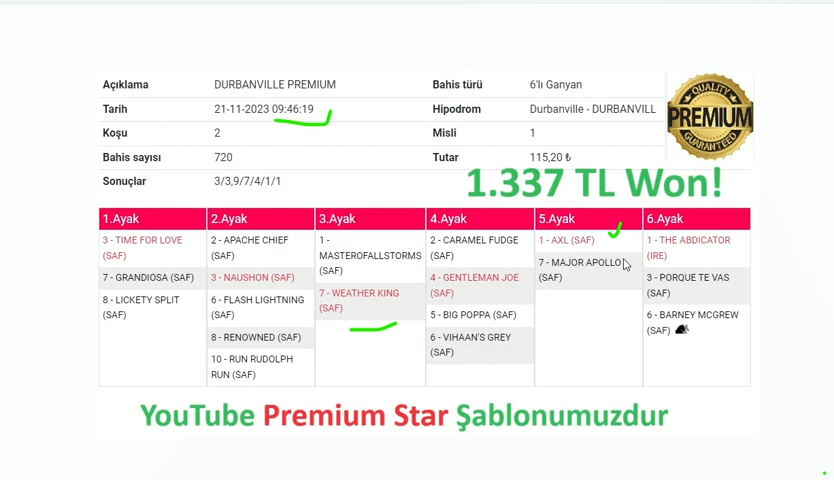 Açıklama DURBANVILLE PREMIUM Bahis türü 6'lı Ganyan
Tarih 21-11-2023 09:46:19 Hipodrom Durbanville - DURBANVILL
Koşu 2 Misli 1
Bahis sayısı 720 Tutar 115,20 ₺
Sonuçlar 3/3,9/7/4/1/1
QUALITY
PREMIUM
GUARANTEED
1.337 TL Won!
1.Ayak
3 - TIME FOR LOVE
(SAF)
7 - GRANDIOSA (SAF)
8 - LICKETY SPLIT
(SAF)
2.Ayak
2 - APACHE CHIEF
(SAF)
3 - NAUSHON (SAF)
6 - FLASH LIGHTNING
(SAF)
8 - RENOWNED (SAF)
10 - RUN RUDOLPH
RUN (SAF)
3.Ayak
1 -
MASTEROFALLSTORMS
(SAF)
7 - WEATHER KING
(SAF)
4.Ayak
2 - CARAMEL FUDGE
(SAF)
4 - GENTLEMAN JOE
(SAF)
5 - BIG POPPA (SAF)
6 - VIHAAN'S GREY
(SAF)
5.Ayak
1 - AXL (SAF)
7 - MAJOR APOLLO
(SAF)
6.Ayak
1 - THE ABDICATOR
(IRE)
3 - PORQUE TE VAS
(SAF)
6 - BARNEY MCGREW
(SAF)
YouTube Premium Star Şablonumuzdur